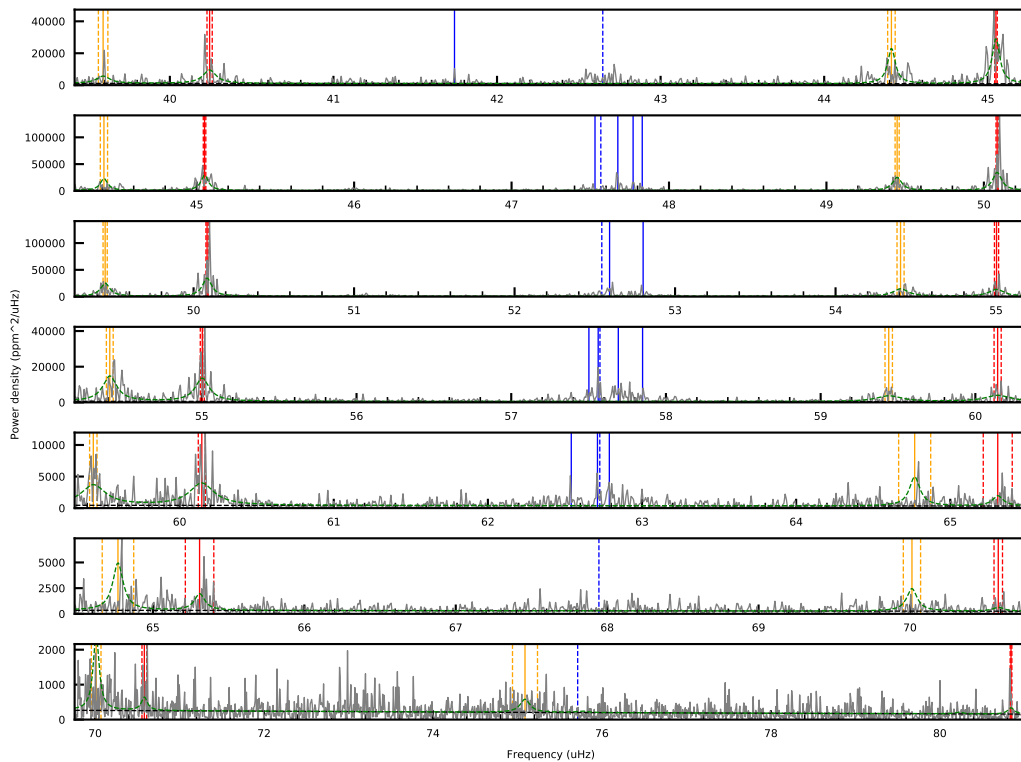 40000
20000
0
40 41 42 43 44 45
100000
50000
0
45 46 47 48 49 50
100000
50000
0
50 51 52 53 54 55
Power density (ppm^2/uHz)
40000
20000
0
55 56 57 58 59 60
10000
5000
0
60 61 62 63 64 65
5000
2500
0
65 66 67 68 69 70
2000
1000
0
70 72 74 76 78 80
Frequency (uHz)